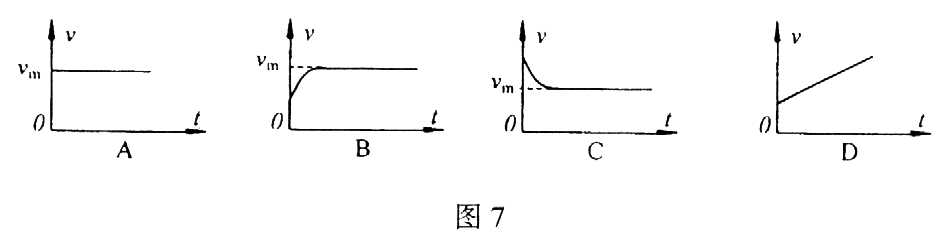 v v v v
v_m v_m v_m
0 t 0 t 0 t 0 t
A B C D
图 7